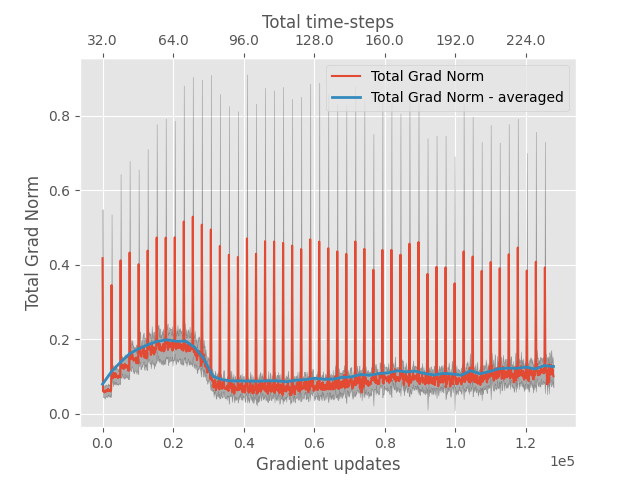 Total time-steps
32.0 64.0 96.0 128.0 160.0 192.0 224.0
Total Grad Norm
Total Grad Norm - averaged
0.8
0.6
0.4
0.2
0.0
Total Grad Norm
0.0 0.2 0.4 0.6 0.8 1.0 1.2
1e5
Gradient updates